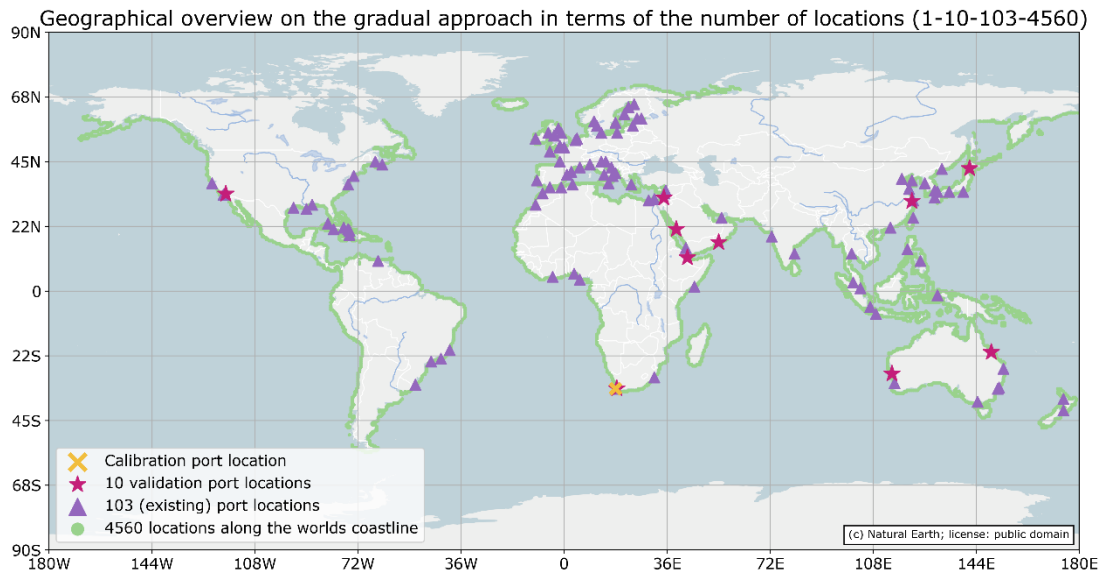 Geographical overview on the gradual approach in terms of the number of locations (1-10-103-4560)
90N
68N
45N
22N
0
22S
45S
68S
90S
Calibration port location
10 validation port locations
103 (existing) port locations
4560 locations along the worlds coastline
(c) Natural Earth; license: public domain
180W 144W 108W 72W 36W 0 36E 72E 108E 144E 180E